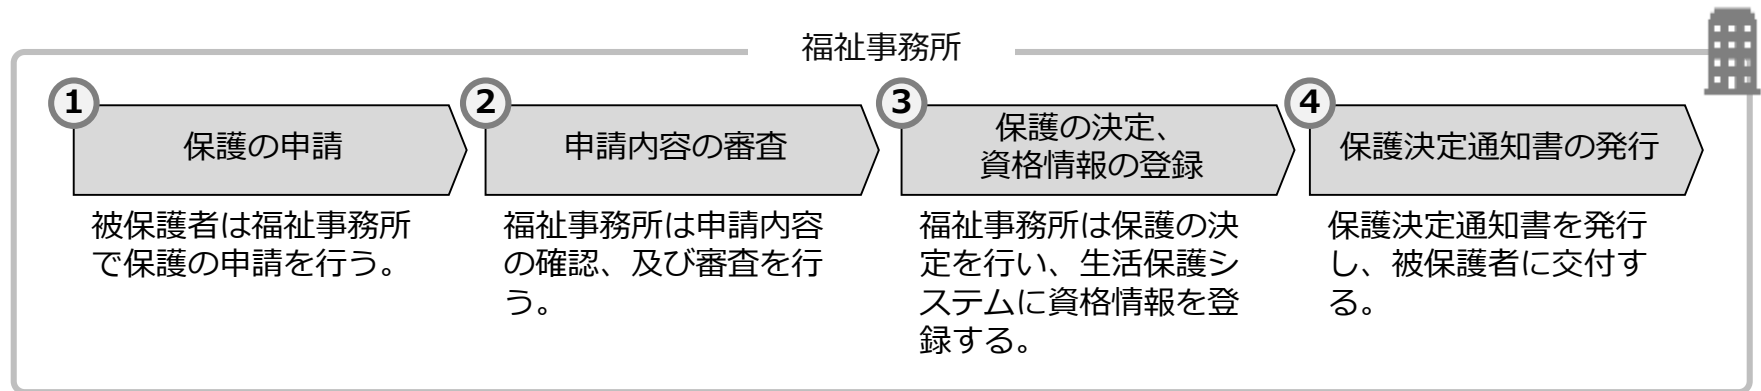 福祉事務所
1
保護の申請
被保護者は福祉事務所
で保護の申請を行う。
2
申請内容の審査
福祉事務所は申請内容
の確認、及び審査を行
う。
3
保護の決定、
資格情報の登録
福祉事務所は保護の決
定を行い、生活保護シ
ステムに資格情報を登
録する。
4
保護決定通知書の発行
保護決定通知書を発行
し、被保護者に交付す
る。